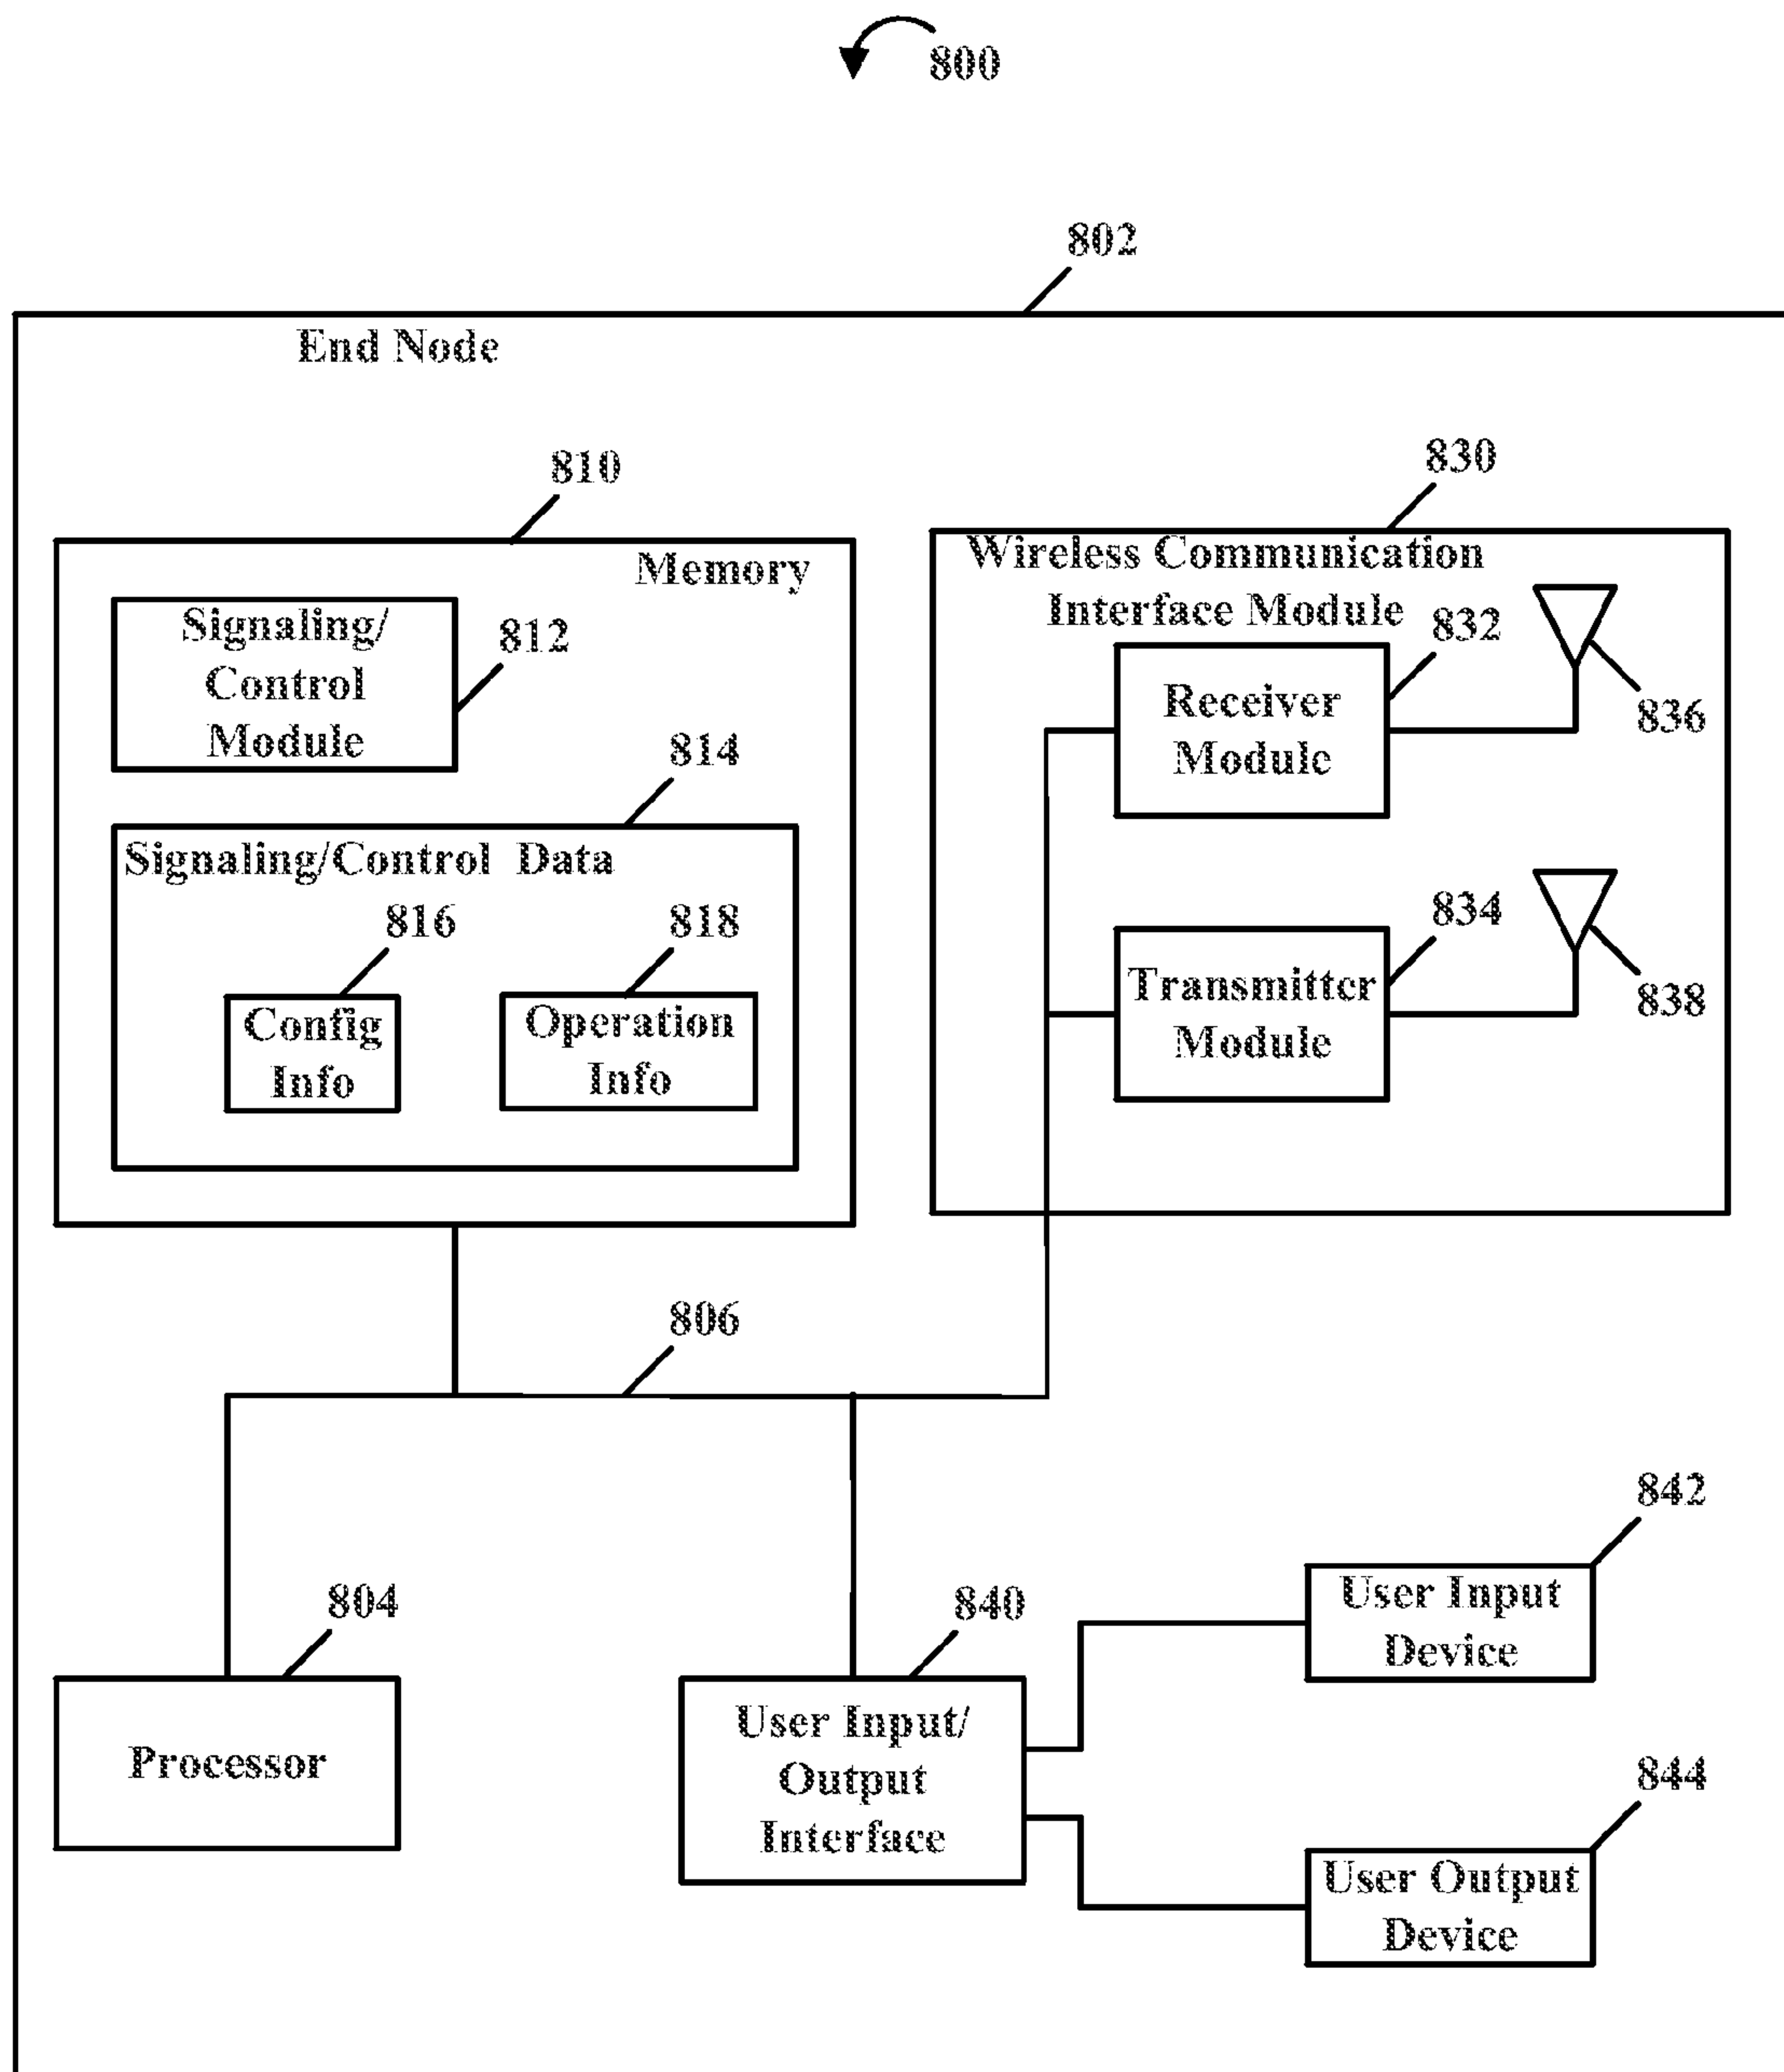 800
802
End Node
810
Memory
Signaling/
Control
Module
812
814
Signaling/Control Data
816
818
Config
Info
Operation
Info
830
Wireless Communication
Interface Module
832
Receiver
Module
836
834
Transmitter
Module
838
806
804
Processor
840
User Input/
Output
Interface
842
User Input
Device
844
User Output
Device